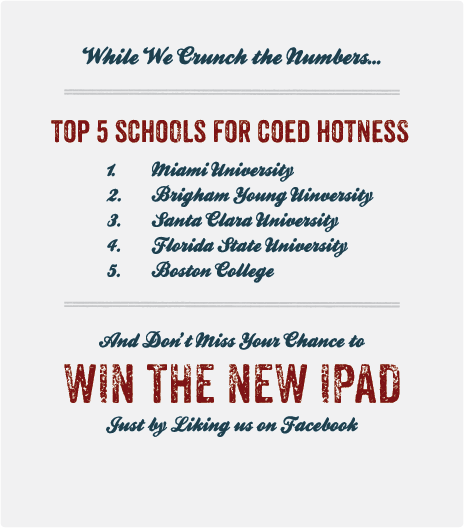 While We Crunch the Numbers...
TOP 5 SCHOOLS FOR COED HOTNESS
1. Miami University
2. Brigham Young Uinversity
3. Santa Clara University
4. Florida State University
5. Boston College
And Don't Miss Your Chance to
WIN THE NEW IPAD
Just by Liking us on Facebook